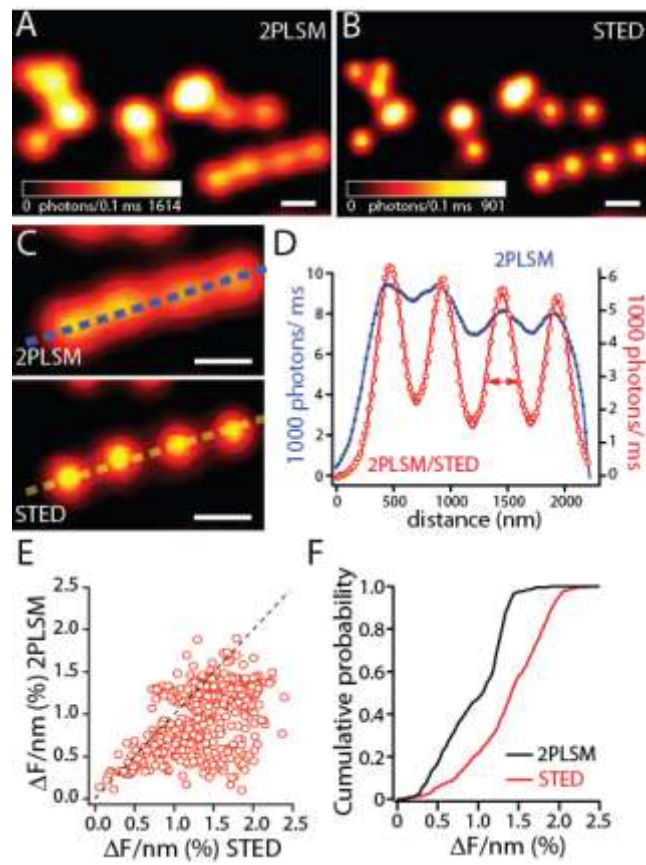 A 2PLSM
0 photons/0.1 ms 1614
B STED
0 photons/0.1 ms 901
C
2PLSM
STED
D
2PLSM
2PLSM/STED
1000 photons/ ms
10
8
6
4
2
0
1000 photons/ ms
6
5
4
3
2
1
0
0 500 1000 1500 2000
distance (nm)
E
ΔF/nm (%) 2PLSM
2.5
2.0
1.5
1.0
0.5
0.0
0.0 0.5 1.0 1.5 2.0 2.5
ΔF/nm (%) STED
F
Cumulative probability
1.0
0.8
0.6
0.4
0.2
0
2PLSM
STED
0 0.5 1.0 1.5 2.0 2.5
ΔF/nm (%)